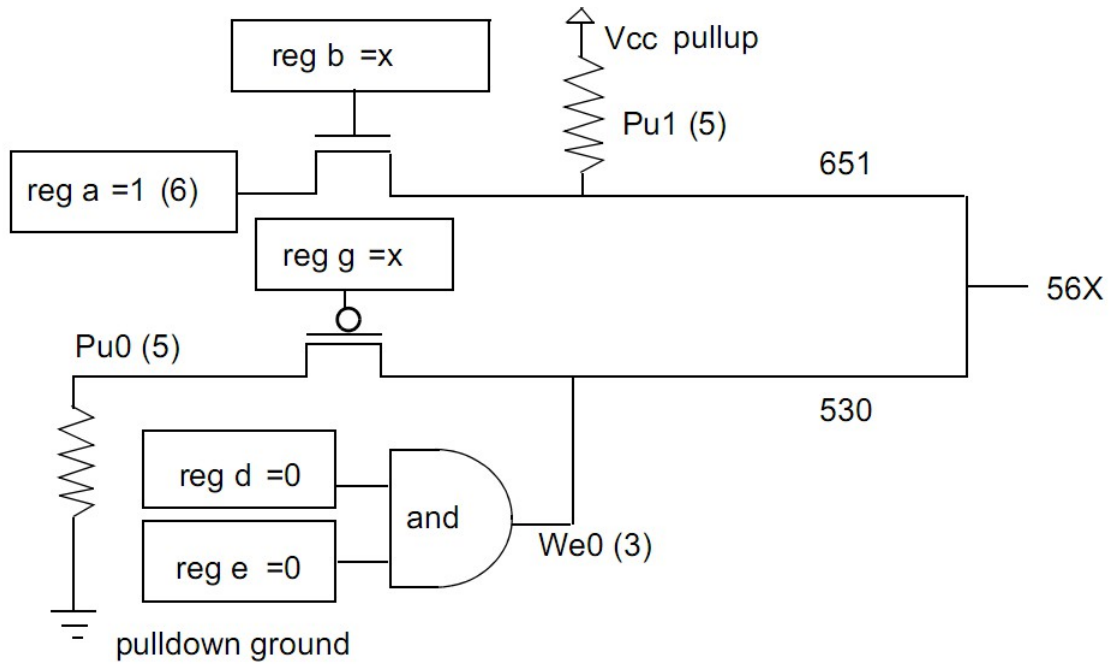 reg b =x
Vcc pullup
Pu1 (5)
651
reg a =1 (6)
reg g =x
56X
Pu0 (5)
530
reg d =0
and
We0 (3)
reg e =0
pulldown ground